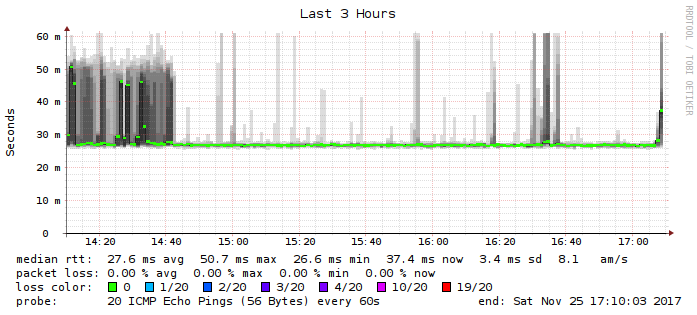 Last 3 Hours
RRDTOOL / TOBI OETIKER
Seconds
60 m
50 m
40 m
30 m
20 m
10 m
0
14:20 14:40 15:00 15:20 15:40 16:00 16:20 16:40 17:00
median rtt: 27.6 ms avg 50.7 ms max 26.6 ms min 37.4 ms now 3.4 ms sd 8.1 am/s
packet loss: 0.00 % avg 0.00 % max 0.00 % min 0.00 % now
loss color: 0 1/20 2/20 3/20 4/20 10/20 19/20
probe: 20 ICMP Echo Pings (56 Bytes) every 60s end: Sat Nov 25 17:10:03 2017